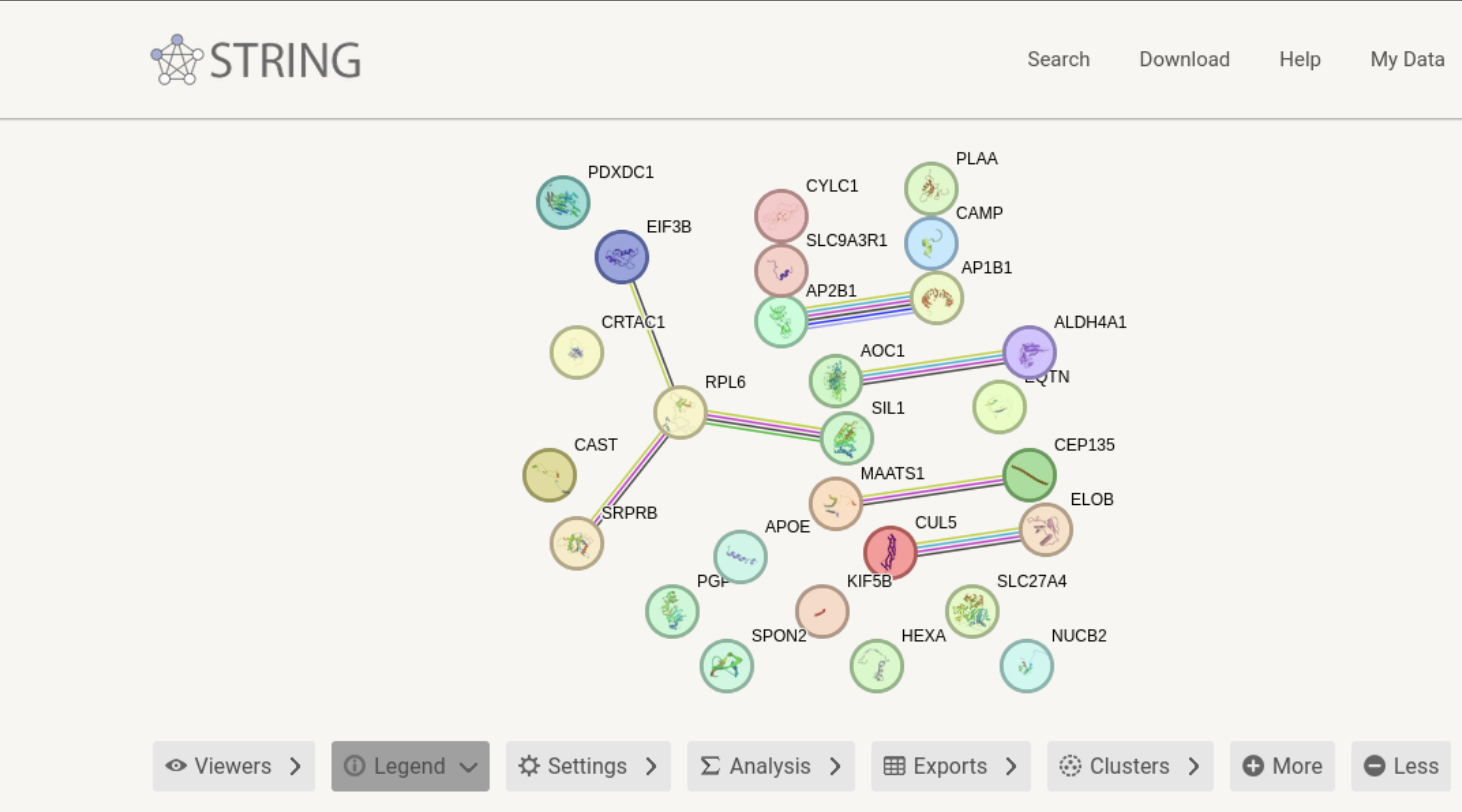 STRING
Search Download Help My Data
PLAA
PDXDC1
CYLC1
CAMP
EIF3B
SLC9A3R1
AP1B1
AP2B1
CRTAC1
ALDH4A1
AOC1
EQTN
RPL6
SIL1
CAST
CEP135
MAATS1
ELOB
SRPRB
CUL5
APOE
PGP
KIF5B
SLC27A4
SPON2
HEXA
NUCB2
Viewers Legend Settings Analysis Exports Clusters More Less